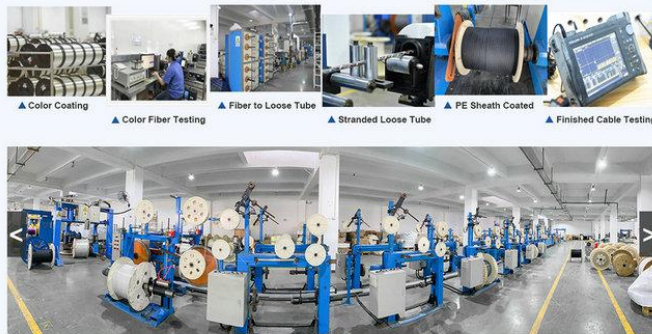 ▲ Color Coating
▲ Color Fiber Testing
▲ Fiber to Loose Tube
▲ Stranded Loose Tube
▲ PE Sheath Coated
▲ Finished Cable Testing
< >